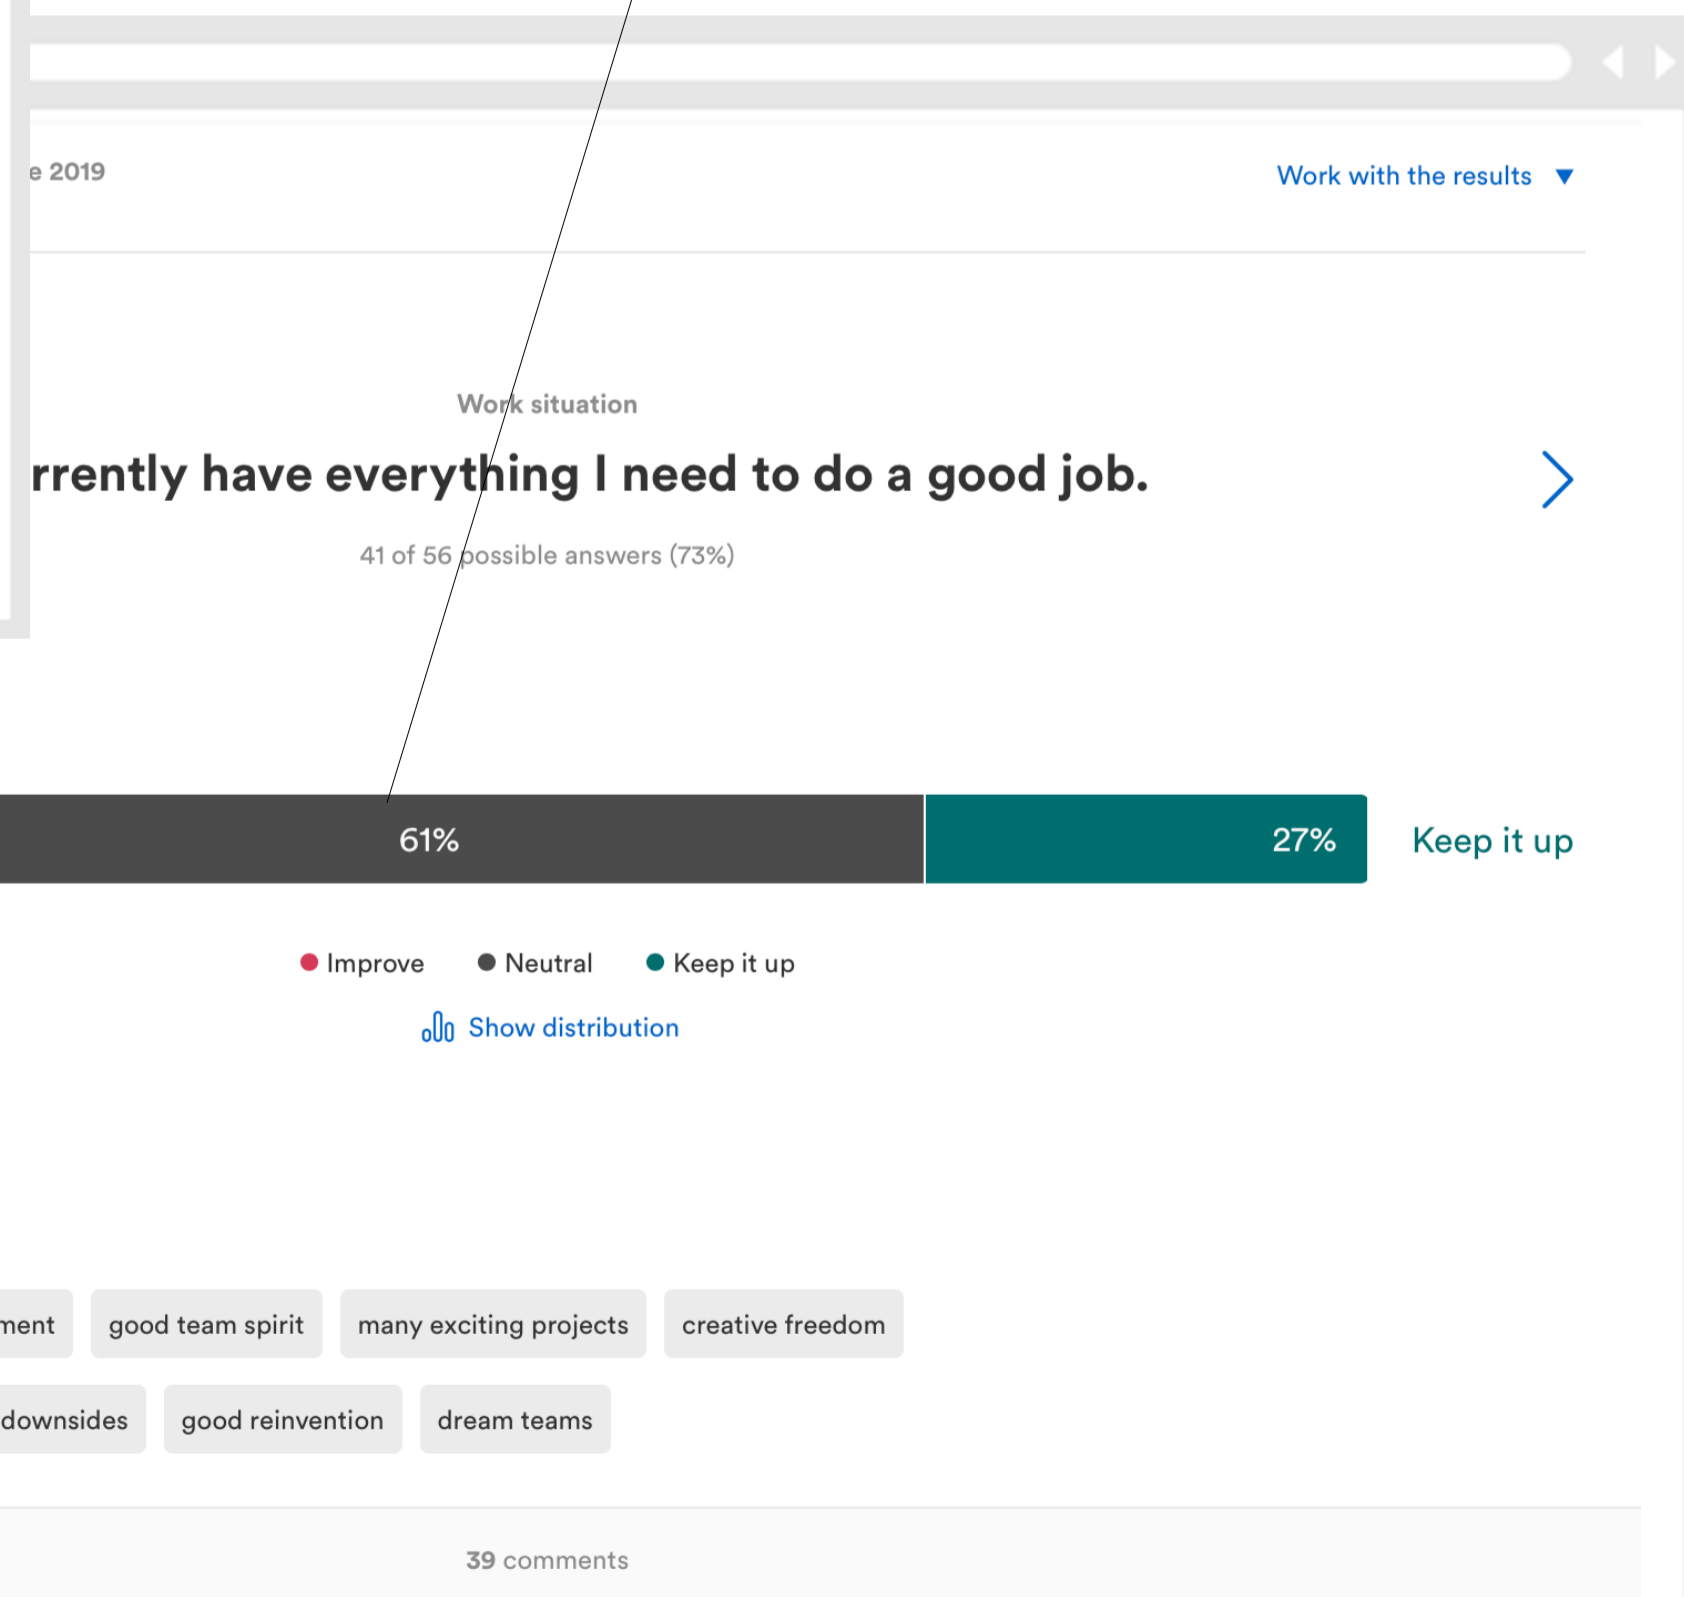 e 2019
Work with the results
Work situation
rrently have everything I need to do a good job.
41 of 56 possible answers (73%)
61% 27% Keep it up
Improve Neutral Keep it up
Show distribution
ment good team spirit many exciting projects creative freedom
downsides good reinvention dream teams
39 comments